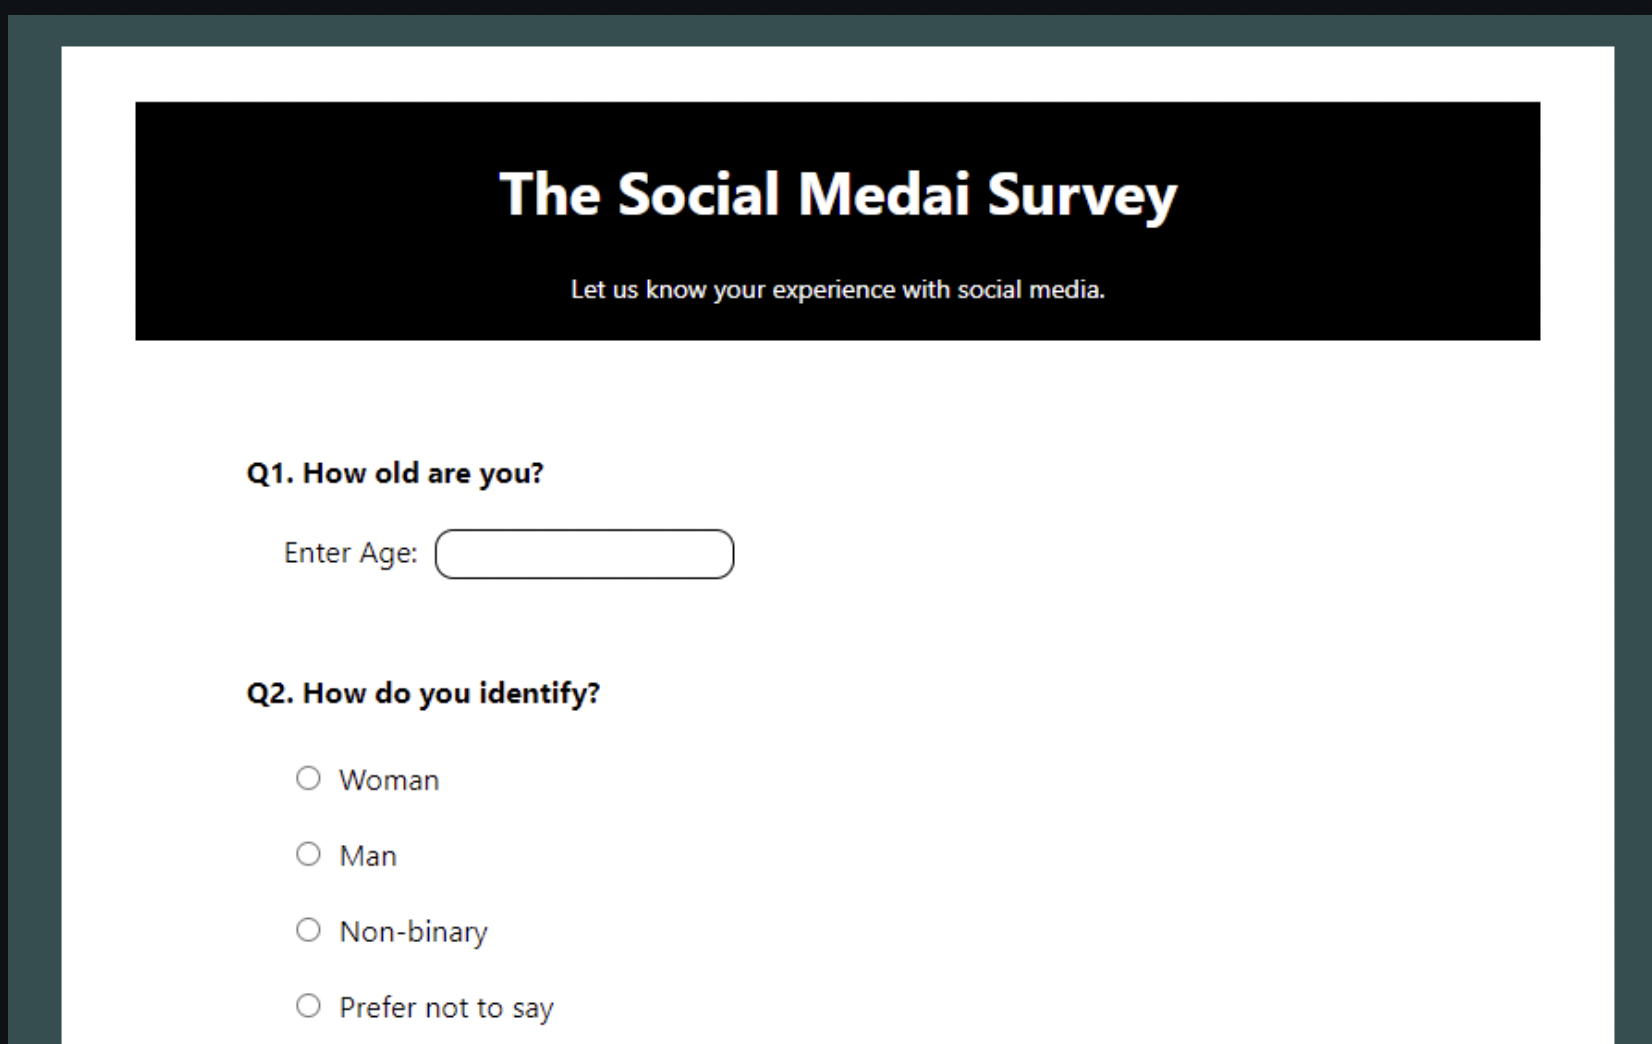 The Social Medai Survey
Let us know your experience with social media.
Q1. How old are you?
Enter Age:
Q2. How do you identify?
Woman
Man
Non-binary
Prefer not to say